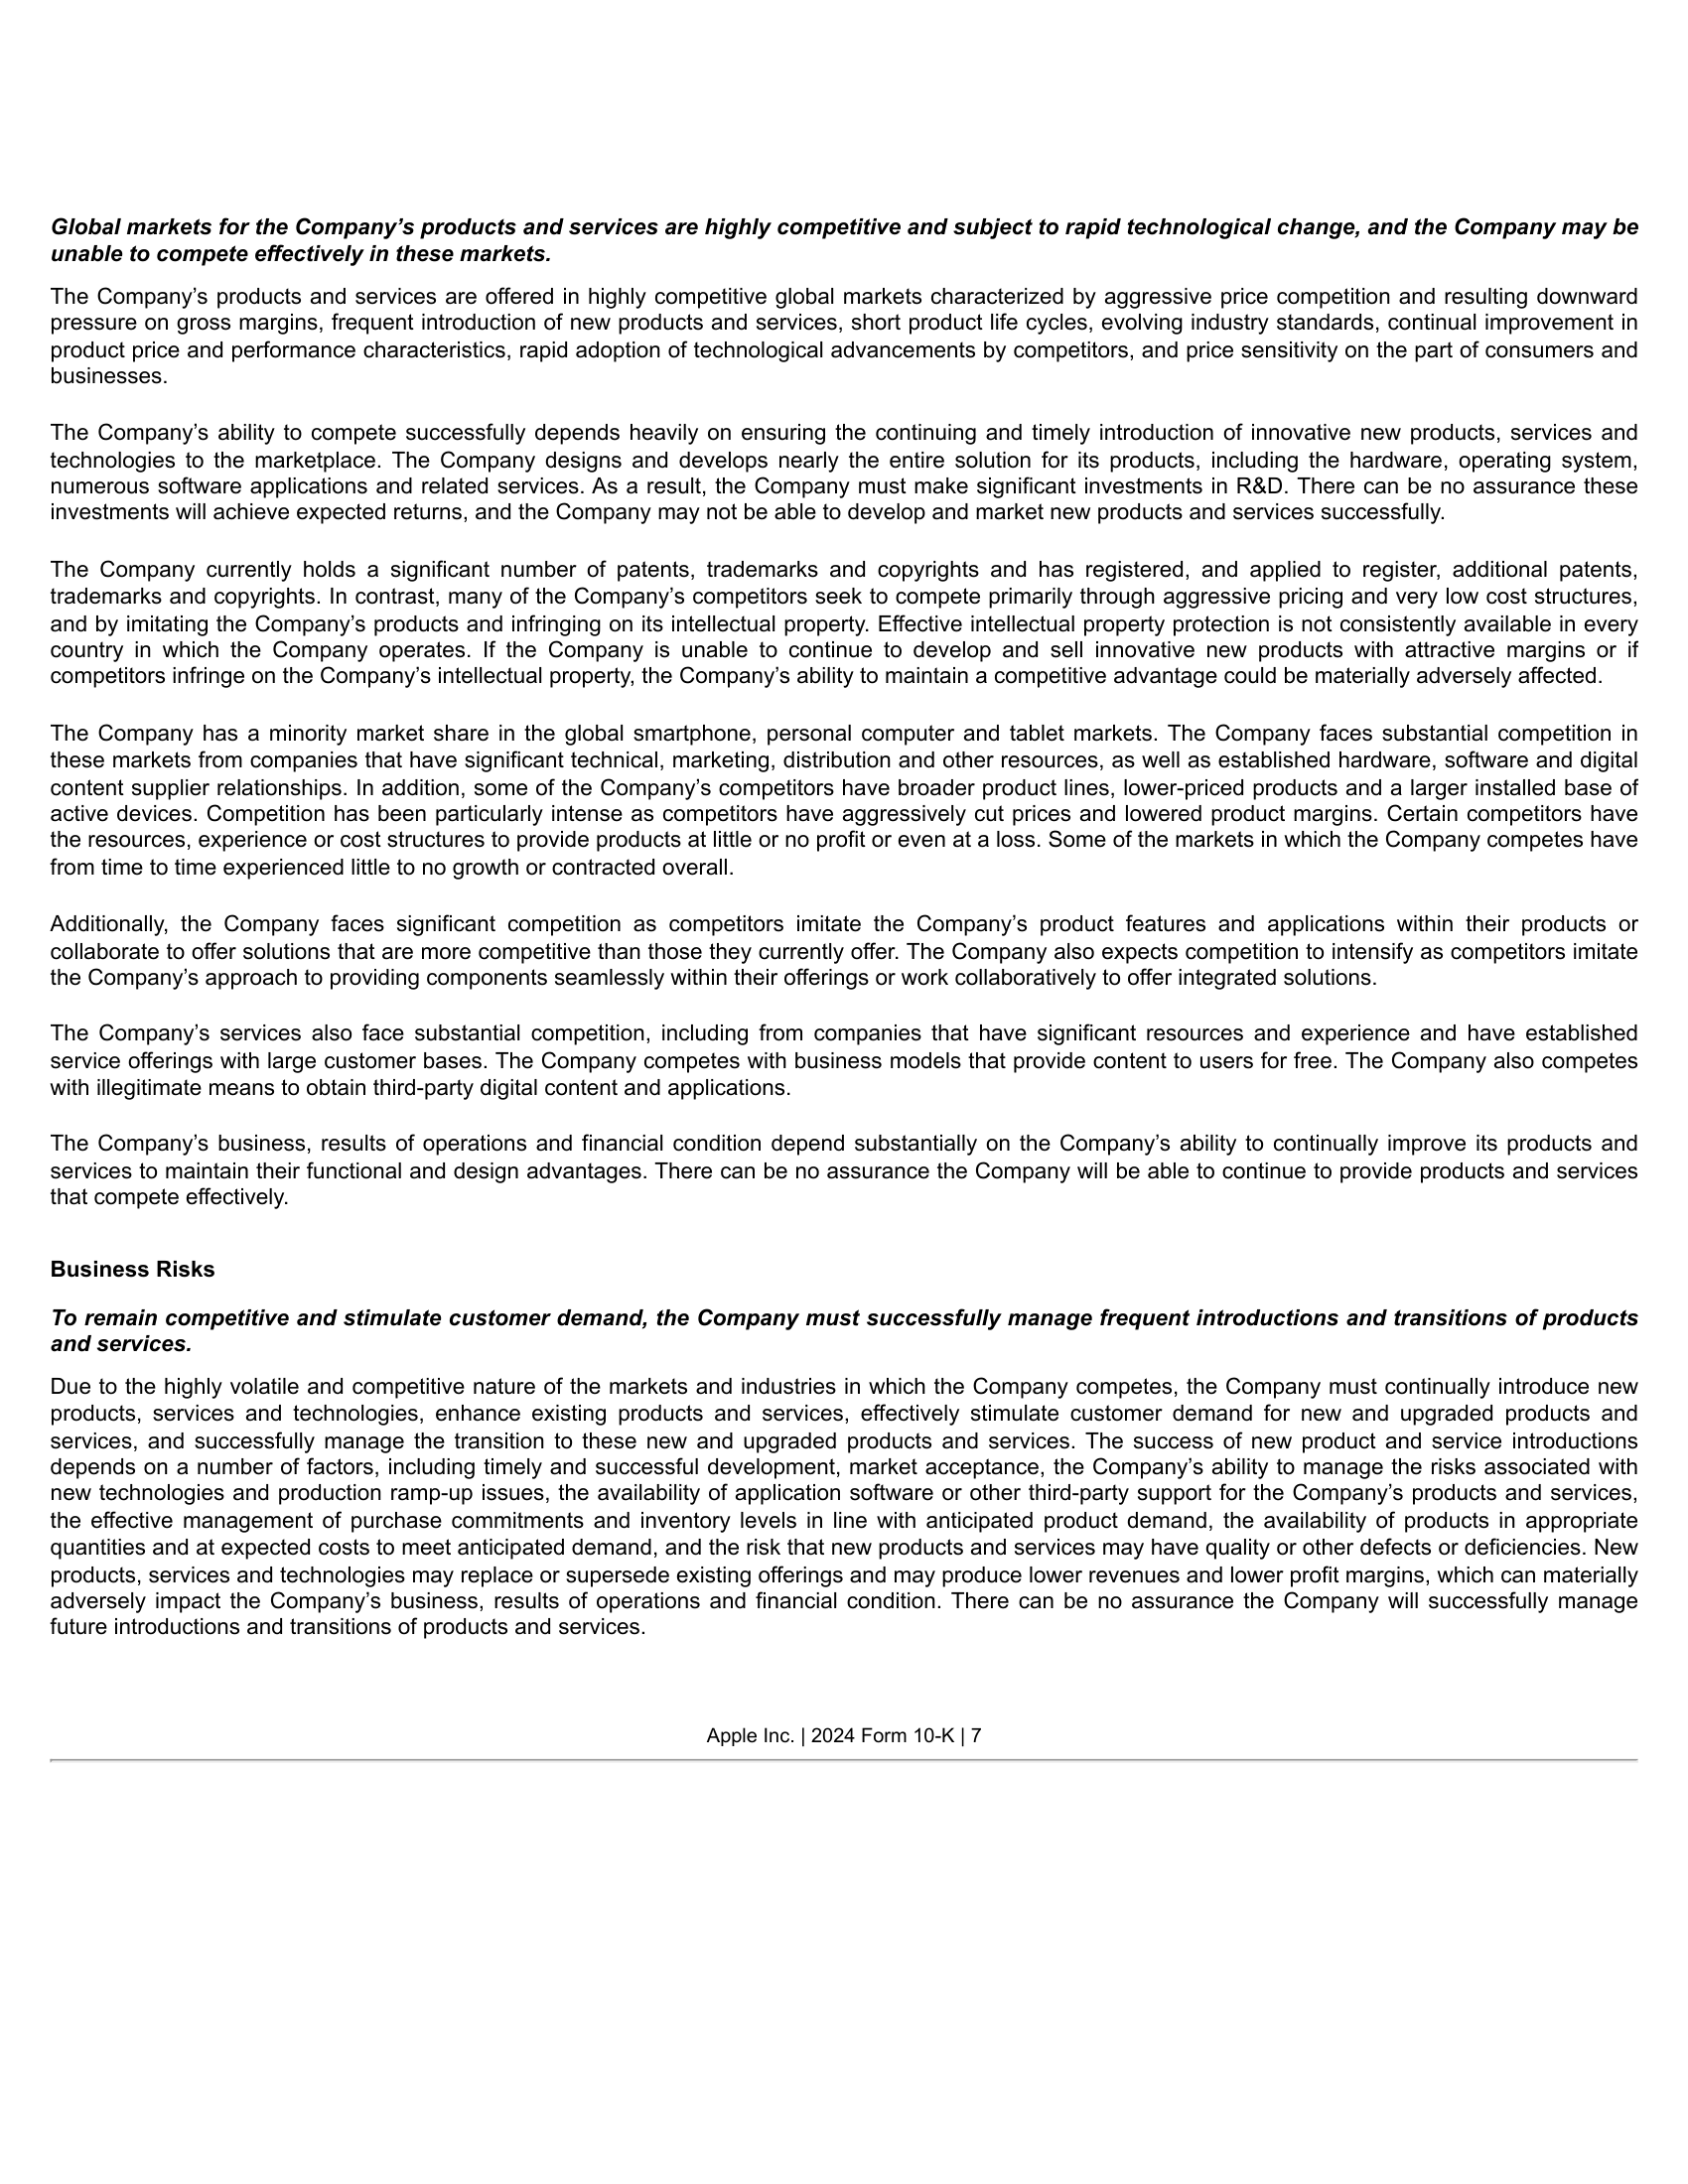 Global markets for the Company’s products and services are highly competitive and subject to rapid technological change, and the Company may be
unable to compete effectively in these markets.
The Company’s products and services are offered in highly competitive global markets characterized by aggressive price competition and resulting downward
pressure on gross margins, frequent introduction of new products and services, short product life cycles, evolving industry standards, continual improvement in
product price and performance characteristics, rapid adoption of technological advancements by competitors, and price sensitivity on the part of consumers and
businesses.
The Company’s ability to compete successfully depends heavily on ensuring the continuing and timely introduction of innovative new products, services and
technologies to the marketplace. The Company designs and develops nearly the entire solution for its products, including the hardware, operating system,
numerous software applications and related services. As a result, the Company must make significant investments in R&D. There can be no assurance these
investments will achieve expected returns, and the Company may not be able to develop and market new products and services successfully.
The Company currently holds a significant number of patents, trademarks and copyrights and has registered, and applied to register, additional patents,
trademarks and copyrights. In contrast, many of the Company’s competitors seek to compete primarily through aggressive pricing and very low cost structures,
and by imitating the Company’s products and infringing on its intellectual property. Effective intellectual property protection is not consistently available in every
country in which the Company operates. If the Company is unable to continue to develop and sell innovative new products with attractive margins or if
competitors infringe on the Company’s intellectual property, the Company’s ability to maintain a competitive advantage could be materially adversely affected.
The Company has a minority market share in the global smartphone, personal computer and tablet markets. The Company faces substantial competition in
these markets from companies that have significant technical, marketing, distribution and other resources, as well as established hardware, software and digital
content supplier relationships. In addition, some of the Company’s competitors have broader product lines, lower-priced products and a larger installed base of
active devices. Competition has been particularly intense as competitors have aggressively cut prices and lowered product margins. Certain competitors have
the resources, experience or cost structures to provide products at little or no profit or even at a loss. Some of the markets in which the Company competes have
from time to time experienced little to no growth or contracted overall.
Additionally, the Company faces significant competition as competitors imitate the Company’s product features and applications within their products or
collaborate to offer solutions that are more competitive than those they currently offer. The Company also expects competition to intensify as competitors imitate
the Company’s approach to providing components seamlessly within their offerings or work collaboratively to offer integrated solutions.
The Company’s services also face substantial competition, including from companies that have significant resources and experience and have established
service offerings with large customer bases. The Company competes with business models that provide content to users for free. The Company also competes
with illegitimate means to obtain third-party digital content and applications.
The Company’s business, results of operations and financial condition depend substantially on the Company’s ability to continually improve its products and
services to maintain their functional and design advantages. There can be no assurance the Company will be able to continue to provide products and services
that compete effectively.
Business Risks
To remain competitive and stimulate customer demand, the Company must successfully manage frequent introductions and transitions of products
and services.
Due to the highly volatile and competitive nature of the markets and industries in which the Company competes, the Company must continually introduce new
products, services and technologies, enhance existing products and services, effectively stimulate customer demand for new and upgraded products and
services, and successfully manage the transition to these new and upgraded products and services. The success of new product and service introductions
depends on a number of factors, including timely and successful development, market acceptance, the Company’s ability to manage the risks associated with
new technologies and production ramp-up issues, the availability of application software or other third-party support for the Company’s products and services,
the effective management of purchase commitments and inventory levels in line with anticipated product demand, the availability of products in appropriate
quantities and at expected costs to meet anticipated demand, and the risk that new products and services may have quality or other defects or deficiencies. New
products, services and technologies may replace or supersede existing offerings and may produce lower revenues and lower profit margins, which can materially
adversely impact the Company’s business, results of operations and financial condition. There can be no assurance the Company will successfully manage
future introductions and transitions of products and services.
Apple Inc. | 2024 Form 10-K | 7